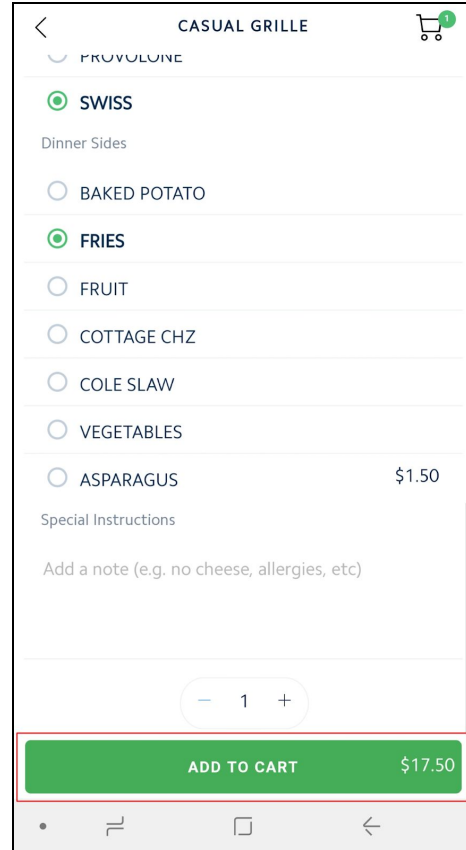 CASUAL GRILLE
1
PROVOLONE
SWISS
Dinner Sides
BAKED POTATO
FRIES
FRUIT
COTTAGE CHZ
COLE SLAW
VEGETABLES
ASPARAGUS $1.50
Special Instructions
Add a note (e.g. no cheese, allergies, etc)
− 1 +
ADD TO CART $17.50